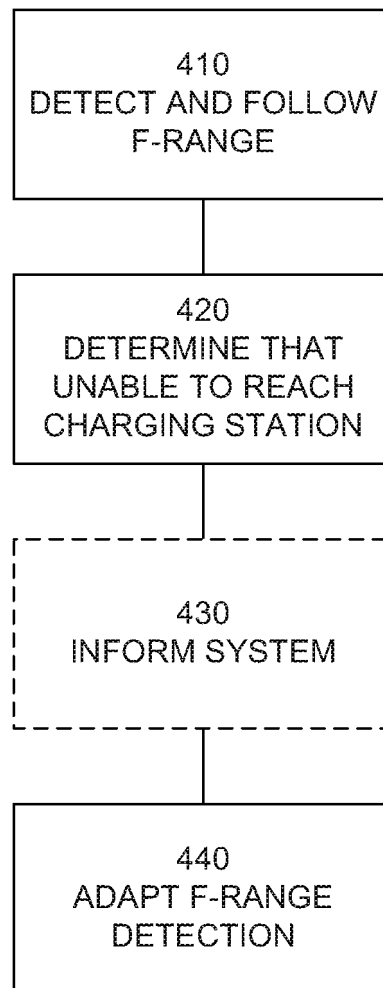 410
DETECT AND FOLLOW
F-RANGE
420
DETERMINE THAT
UNABLE TO REACH
CHARGING STATION
430
INFORM SYSTEM
440
ADAPT F-RANGE
DETECTION